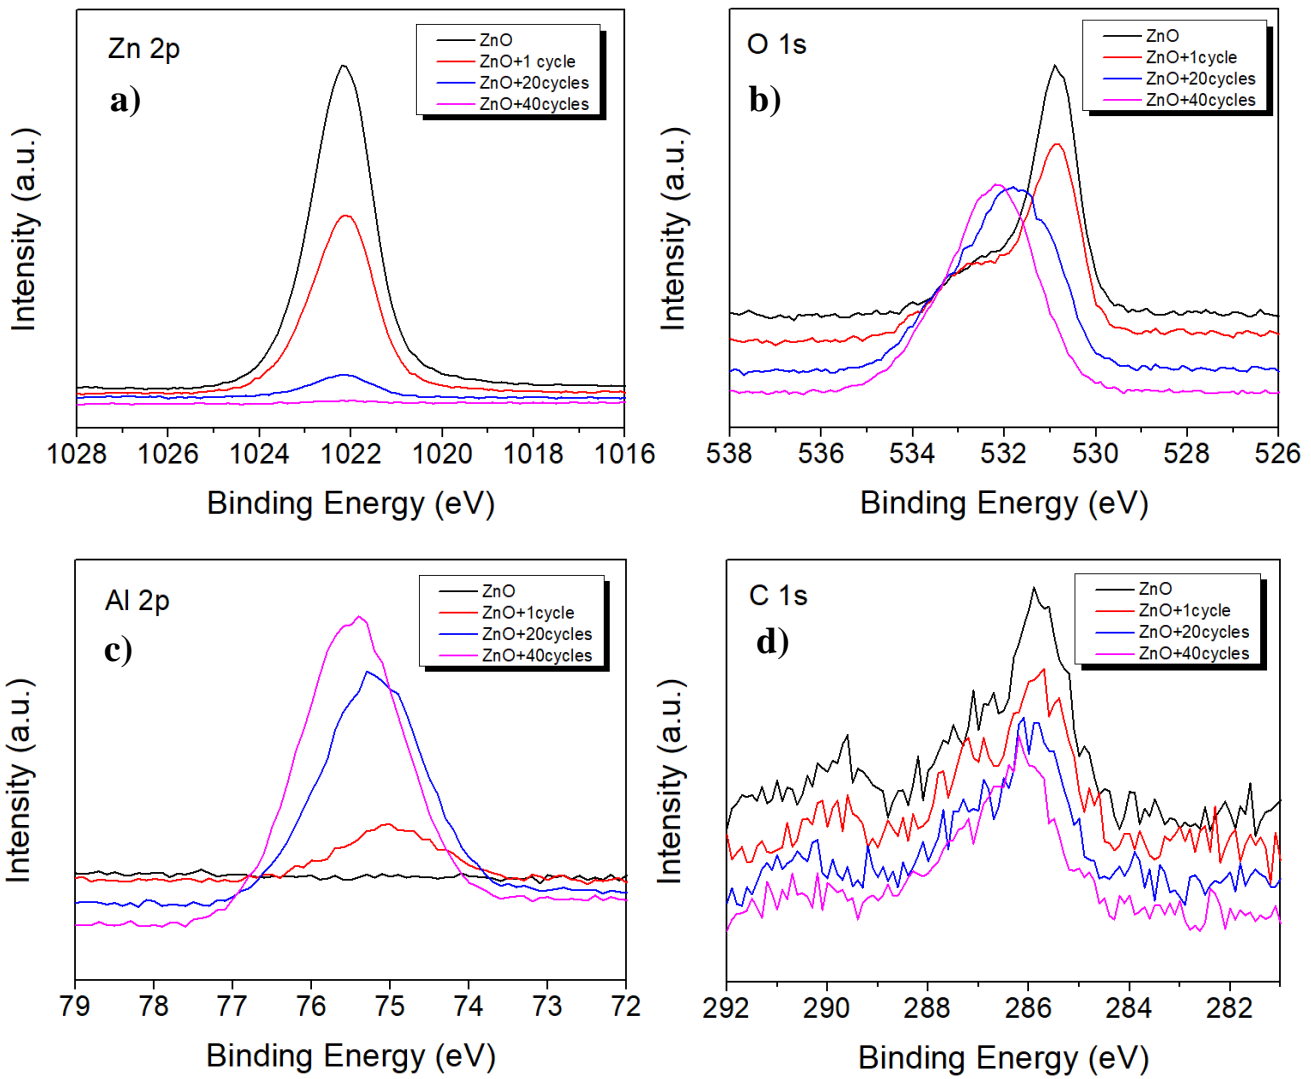 Zn 2p
a)
ZnO
ZnO+1 cycle
ZnO+20cycles
ZnO+40cycles
Intensity (a.u.)
1028 1026 1024 1022 1020 1018 1016
Binding Energy (eV)
O 1s
b)
ZnO
ZnO+1cycle
ZnO+20cycles
ZnO+40cycles
Intensity (a.u.)
538 536 534 532 530 528 526
Binding Energy (eV)
Al 2p
c)
ZnO
ZnO+1cycle
ZnO+20cycles
ZnO+40cycles
Intensity (a.u.)
79 78 77 76 75 74 73 72
Binding Energy (eV)
C 1s
d)
ZnO
ZnO+1cycle
ZnO+20cycles
ZnO+40cycles
Intensity (a.u.)
292 290 288 286 284 282
Binding Energy (eV)